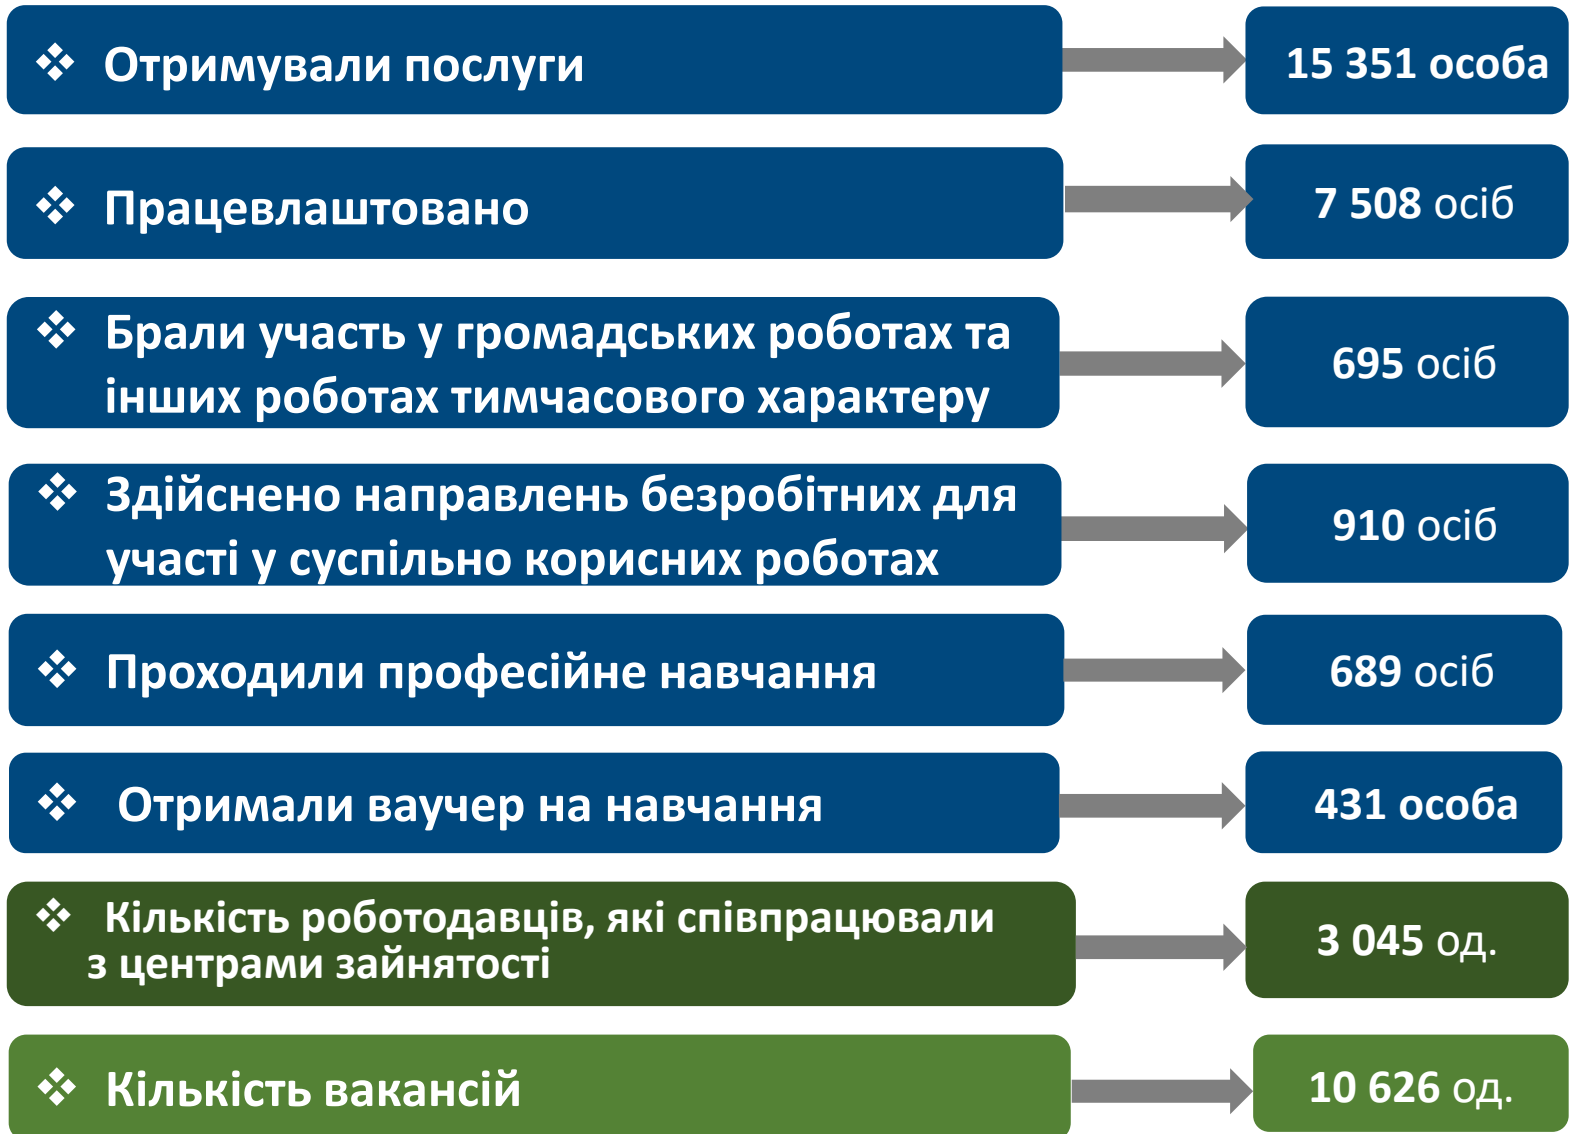 ❖ Отримували послуги
15 351 особа
❖ Працевлаштовано
7 508 осіб
❖ Брали участь у громадських роботах та
інших роботах тимчасового характеру
695 осіб
❖ Здійснено направлень безробітних для
участі у суспільно корисних роботах
910 осіб
❖ Проходили професійне навчання
689 осіб
❖ Отримали ваучер на навчання
431 особа
❖ Кількість роботодавців, які співпрацювали
з центрами зайнятості
3 045 од.
❖ Кількість вакансій
10 626 од.